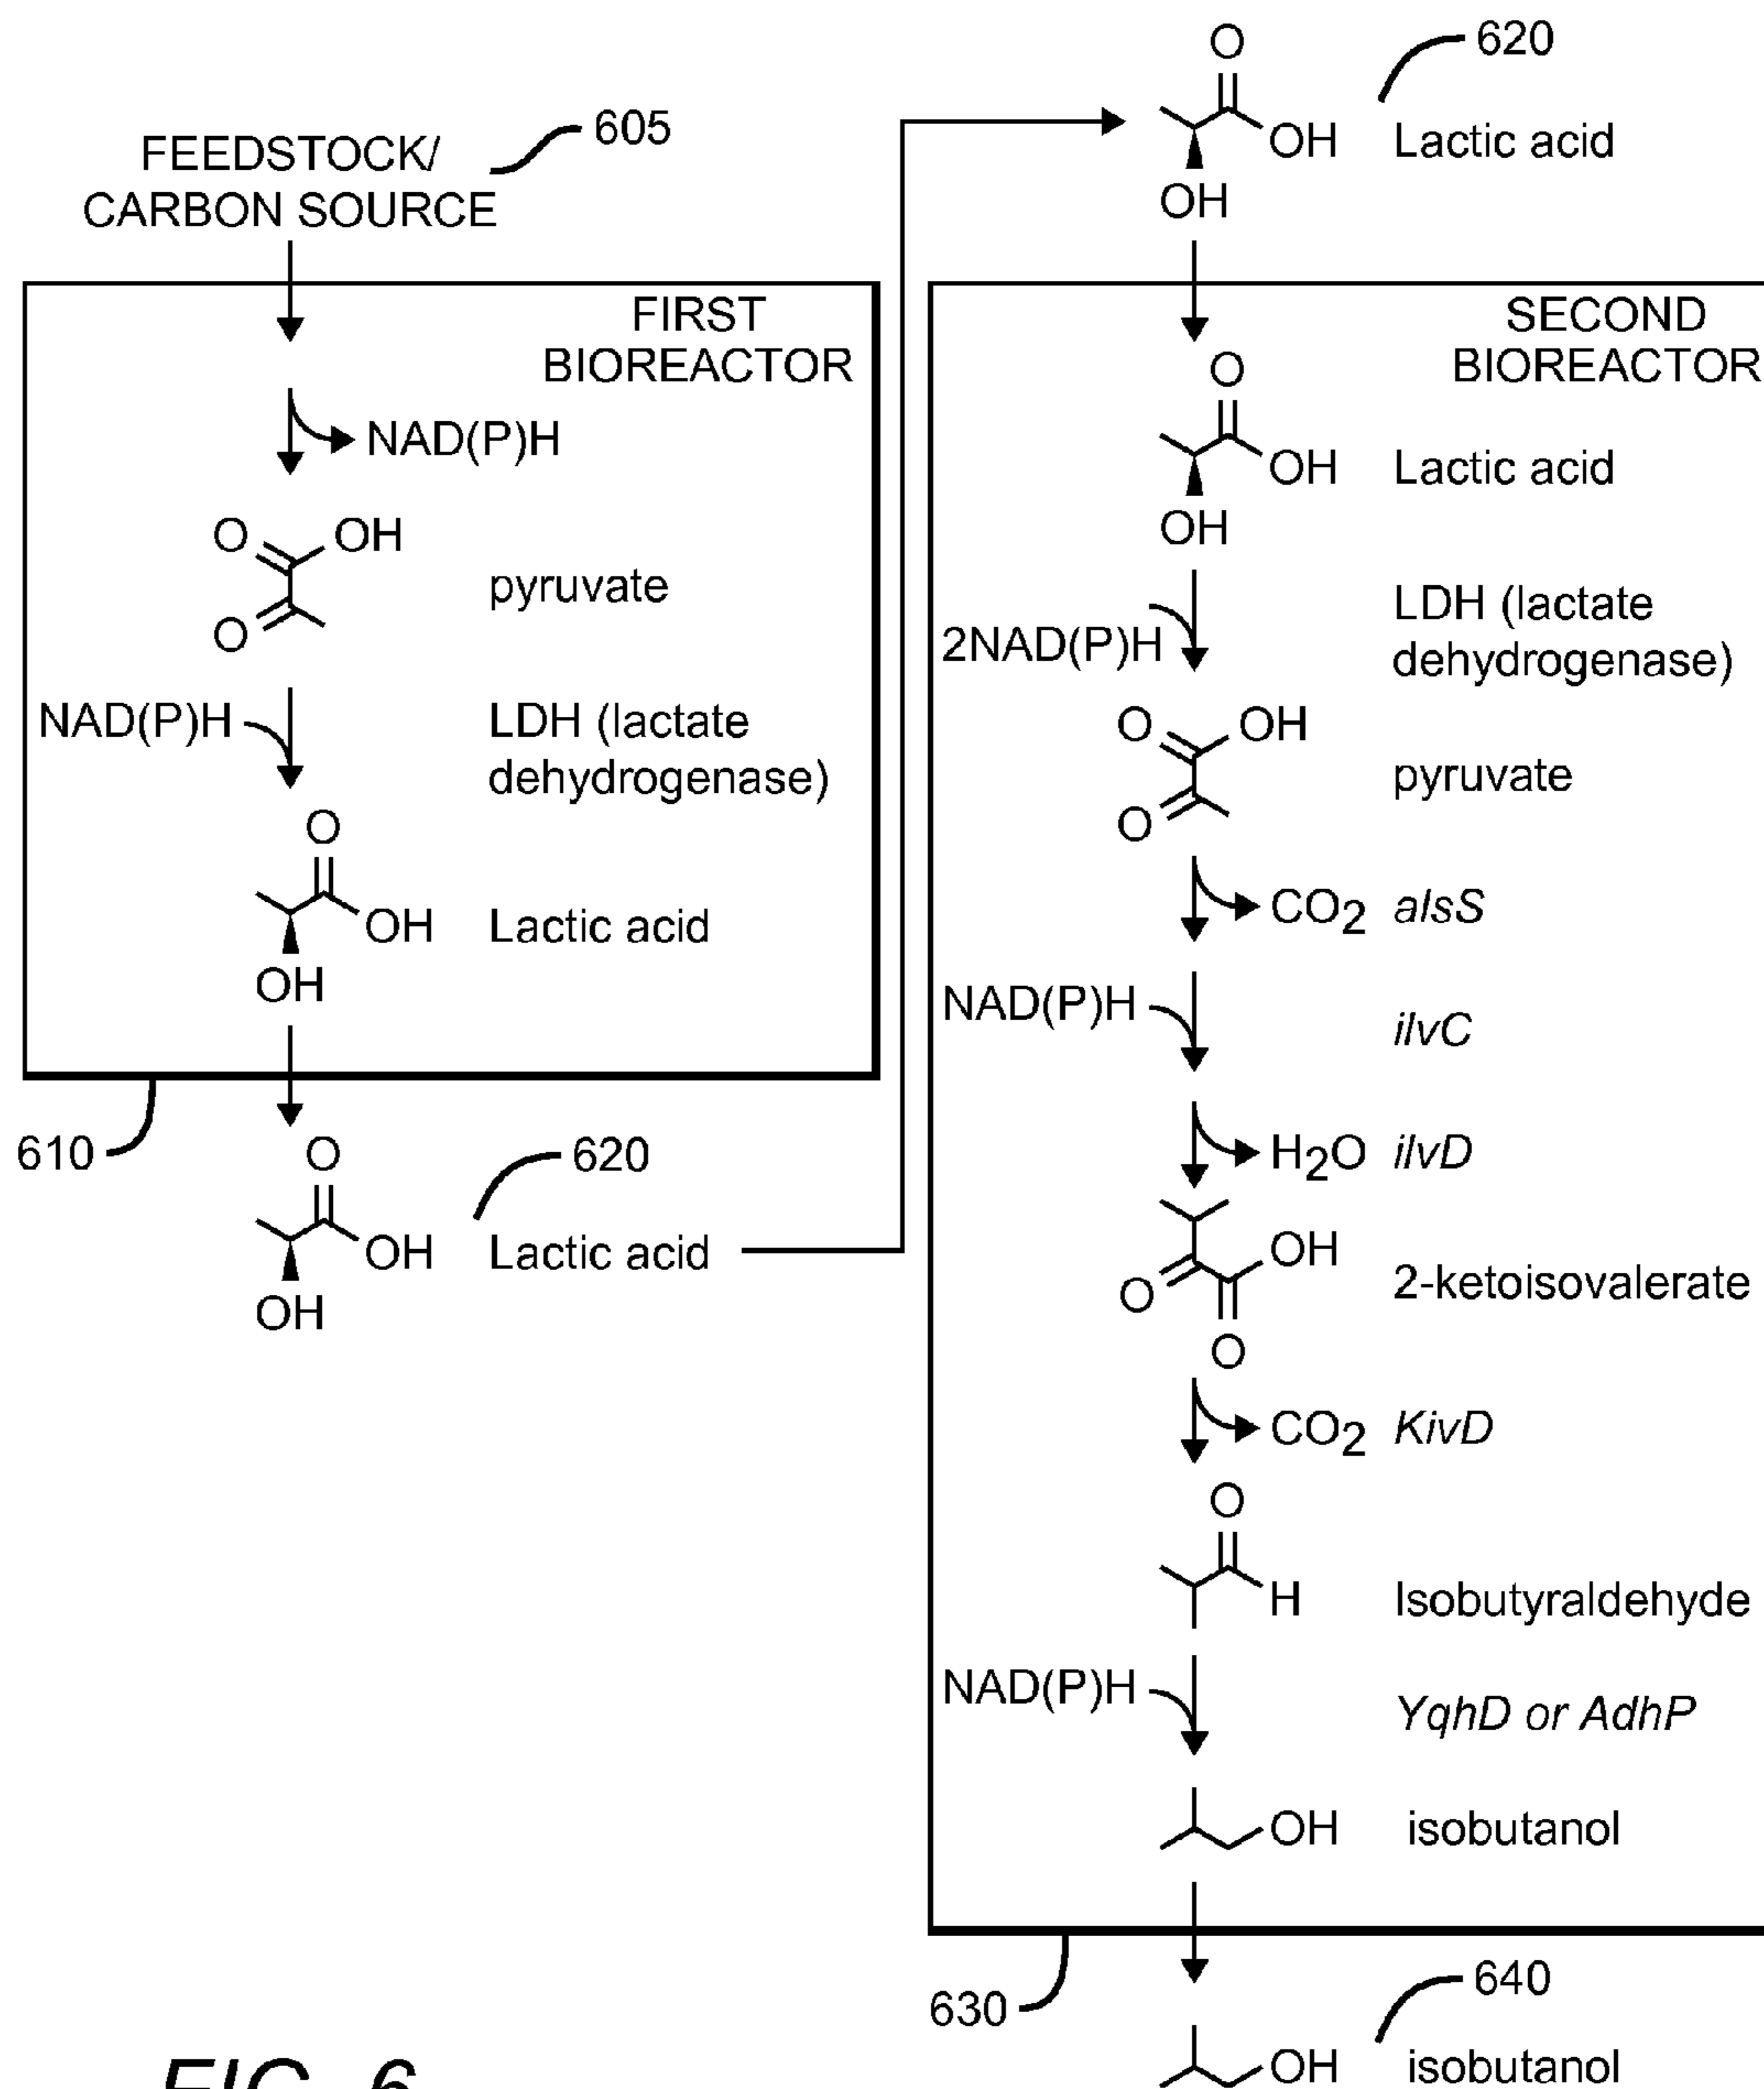 FEEDSTOCK/
CARBON SOURCE
605
FIRST
BIOREACTOR
NAD(P)H
O
OH
pyruvate
O
NAD(P)H
LDH (lactate
dehydrogenase)
O
OH
Lactic acid
OH
610
O
620
OH
Lactic acid
OH
O
620
OH
Lactic acid
OH
SECOND
BIOREACTOR
O
OH
Lactic acid
OH
2NAD(P)H
LDH (lactate
dehydrogenase)
O
OH
pyruvate
O
CO2 alsS
NAD(P)H
ilvC
H2O ilvD
OH
O
2-ketoisovalerate
O
CO2 KivD
O
H
Isobutyraldehyde
NAD(P)H
YqhD or AdhP
OH
isobutanol
630
640
OH
isobutanol
FIG. 6